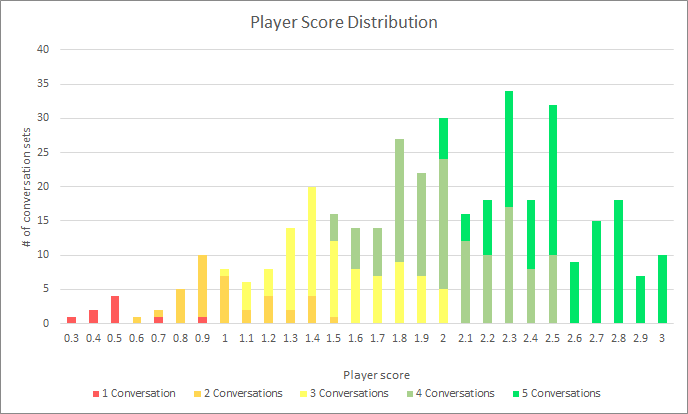 Player Score Distribution
40
35
30
25
20
15
10
5
0
# of conversation sets
0.3 0.4 0.5 0.6 0.7 0.8 0.9 1 1.1 1.2 1.3 1.4 1.5 1.6 1.7 1.8 1.9 2 2.1 2.2 2.3 2.4 2.5 2.6 2.7 2.8 2.9 3
Player score
1 Conversation 2 Conversations 3 Conversations 4 Conversations 5 Conversations